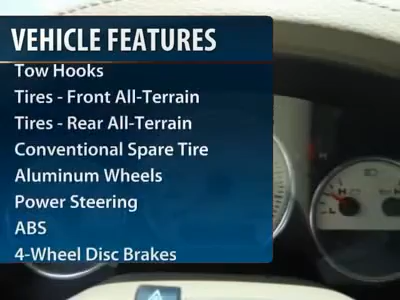 VEHICLE FEATURES
Tow Hooks
Tires - Front All-Terrain
Tires - Rear All-Terrain
Conventional Spare Tire
Aluminum Wheels
Power Steering
ABS
4-Wheel Disc Brakes
H